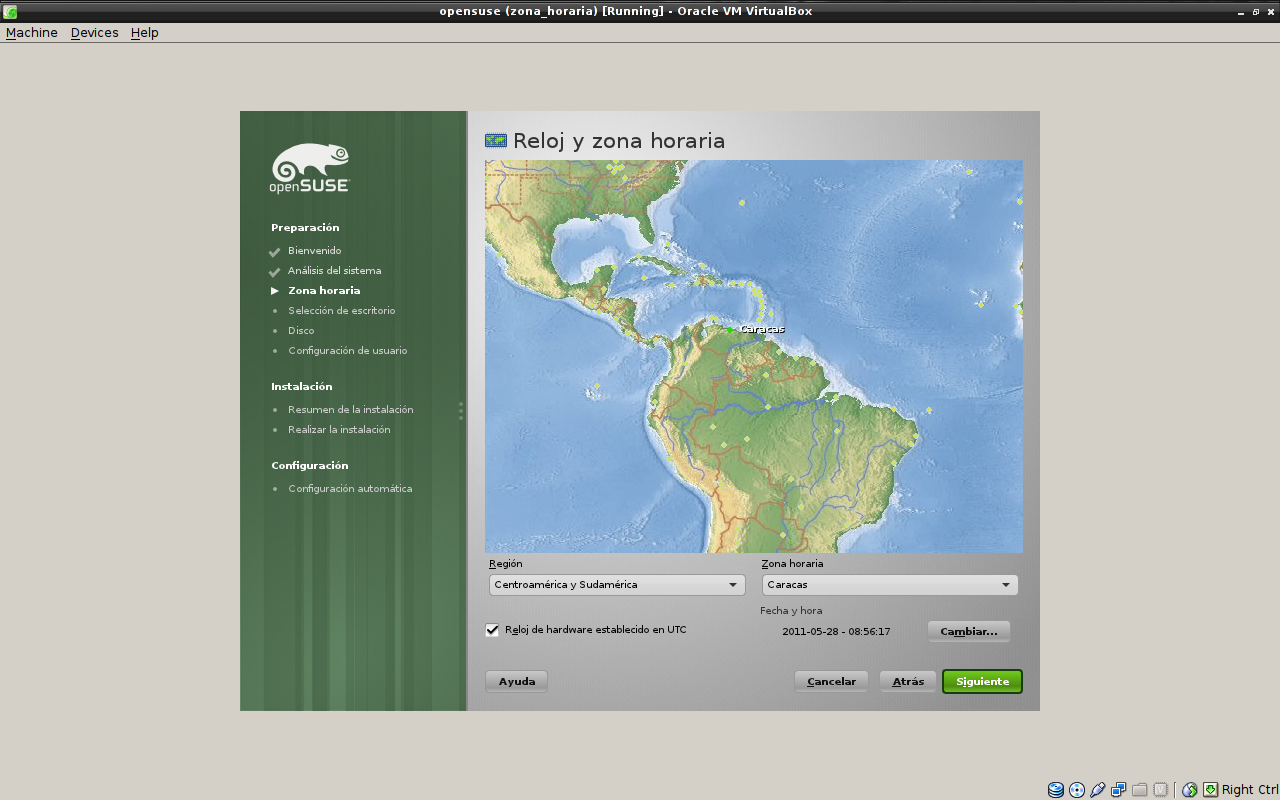 opensuse (zona_horaria) [Running] - Oracle VM VirtualBox
Machine Devices Help
openSUSE
Preparación
Bienvenido
Análisis del sistema
Zona horaria
Selección de escritorio
Disco
Configuración de usuario
Instalación
Resumen de la instalación
Realizar la instalación
Configuración
Configuración automática
Reloj y zona horaria
Caracas
Región
Zona horaria
Centroamérica y Sudamérica
Caracas
Fecha y hora
Reloj de hardware establecido en UTC
2011-05-28 - 08:56:17
Cambiar...
Ayuda
Cancelar
Atrás
Siguiente
Right Ctrl